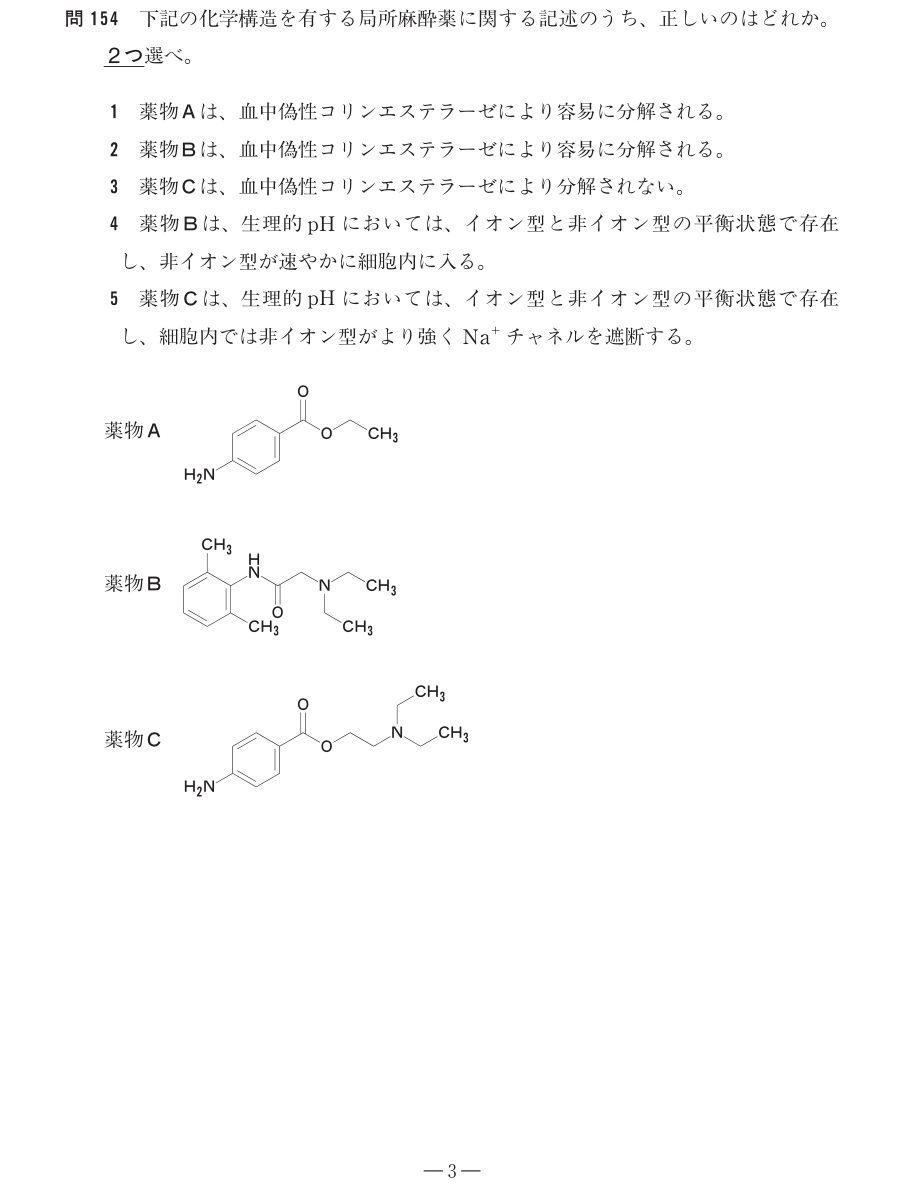 問154 下記の化学構造を有する局所麻酔薬に関する記述のうち、正しいのはどれか。
2つ選べ。
1 薬物Aは、血中偽性コリンエステラーゼにより容易に分解される。
2 薬物Bは、血中偽性コリンエステラーゼにより容易に分解される。
3 薬物Cは、血中偽性コリンエステラーゼにより分解されない。
4 薬物Bは、生理的 pH においては、イオン型と非イオン型の平衡状態で存在
し、非イオン型が速やかに細胞内に入る。
5 薬物Cは、生理的 pH においては、イオン型と非イオン型の平衡状態で存在
し、細胞内では非イオン型がより強く Na⁺ チャネルを遮断する。
O
薬物A
O
CH₃
H₂N
CH₃
H
N
薬物B
N
CH₃
O
CH₃
CH₃
CH₃
O
N
CH₃
薬物C
O
H₂N
— 3 —